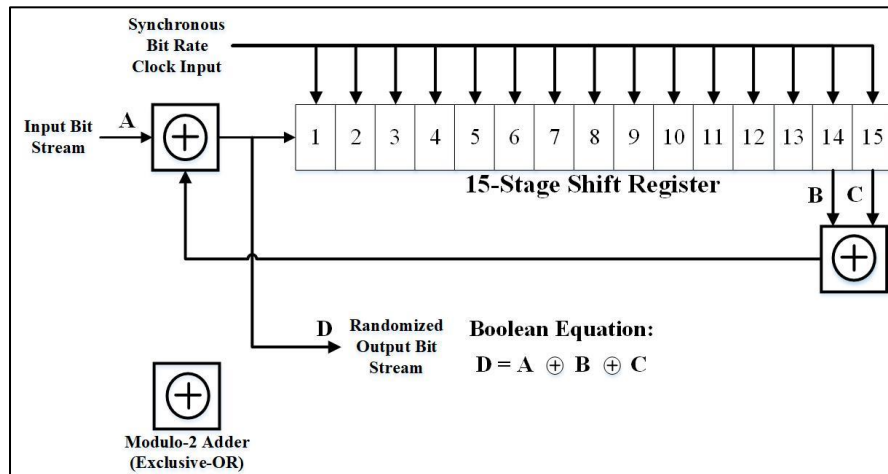 Synchronous
Bit Rate
Clock Input
Input Bit
Stream
A
1 2 3 4 5 6 7 8 9 10 11 12 13 14 15
15-Stage Shift Register
B C
D
Randomized
Output Bit
Stream
Boolean Equation:
D = A ⊕ B ⊕ C
Modulo-2 Adder
(Exclusive-OR)